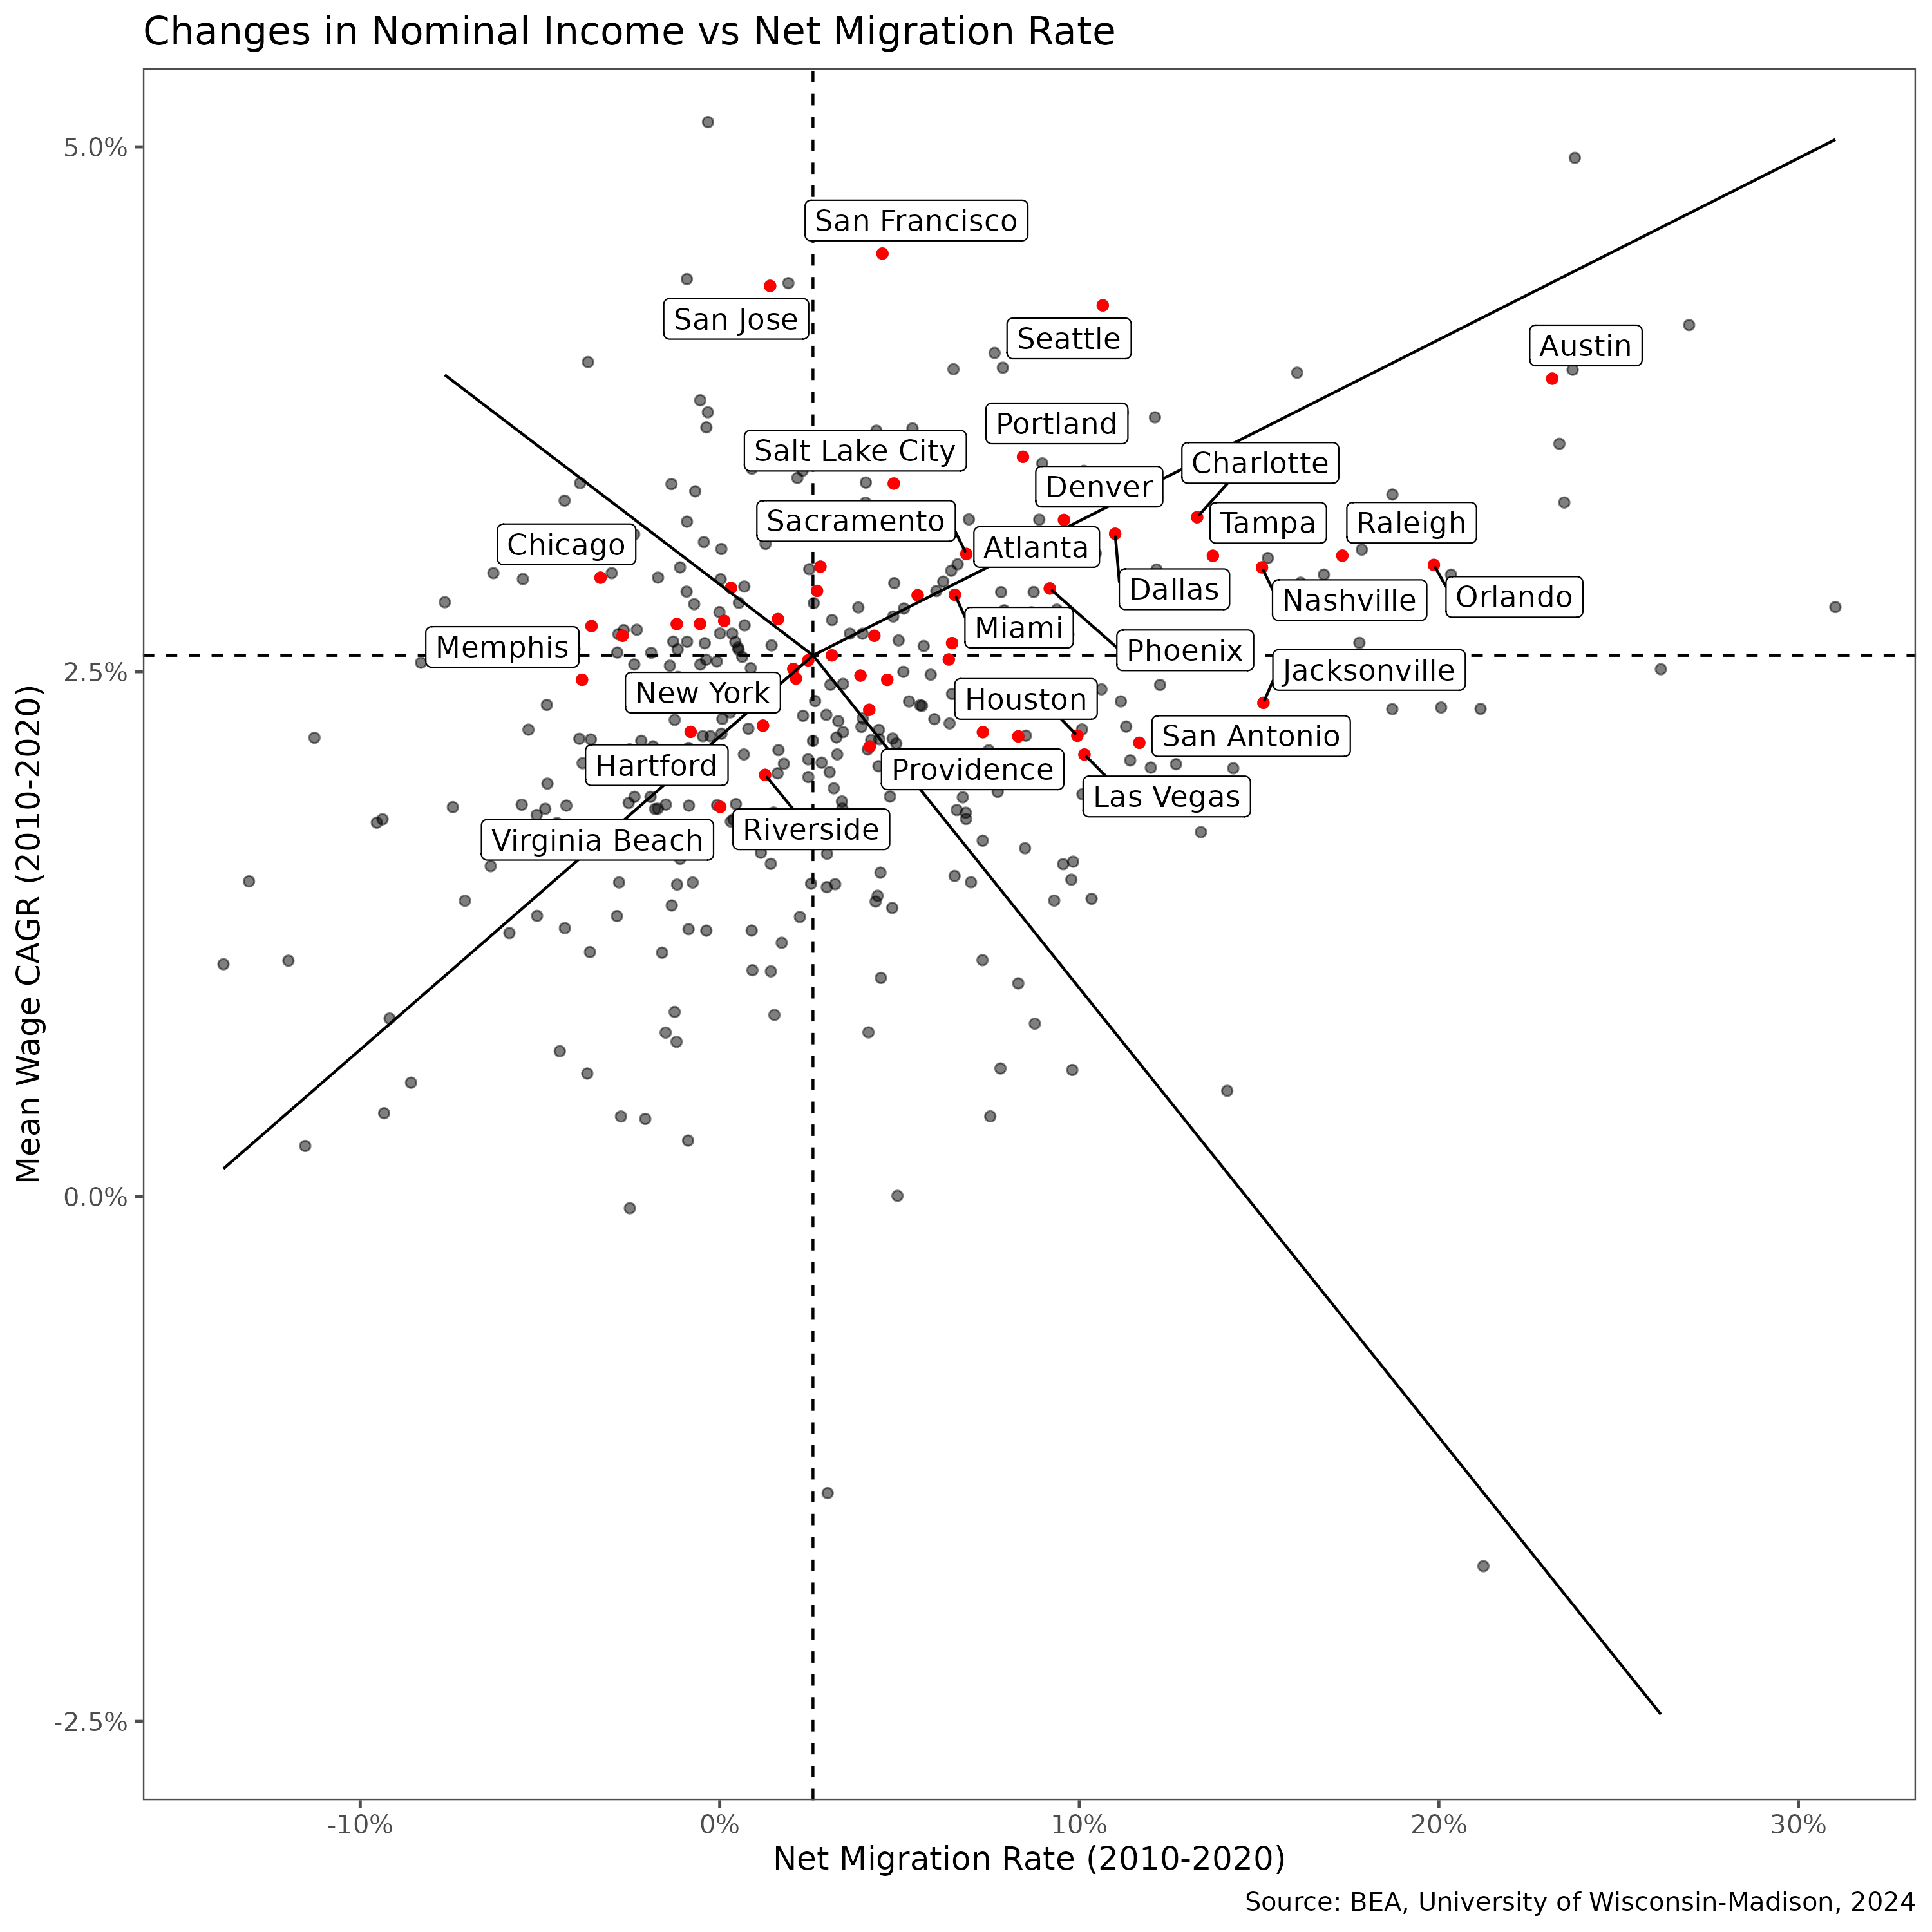 Changes in Nominal Income vs Net Migration Rate
5.0%
San Francisco
San Jose
Seattle
Austin
Portland
Salt Lake City
Charlotte
Denver
Sacramento
Tampa
Raleigh
Chicago
Atlanta
Dallas
Nashville
Orlando
Miami
Memphis
Phoenix
2.5%
Jacksonville
New York
Houston
San Antonio
Hartford
Providence
Las Vegas
Riverside
Virginia Beach
Mean Wage CAGR (2010-2020)
0.0%
-2.5%
-10%
0%
10%
20%
30%
Net Migration Rate (2010-2020)
Source: BEA, University of Wisconsin-Madison, 2024